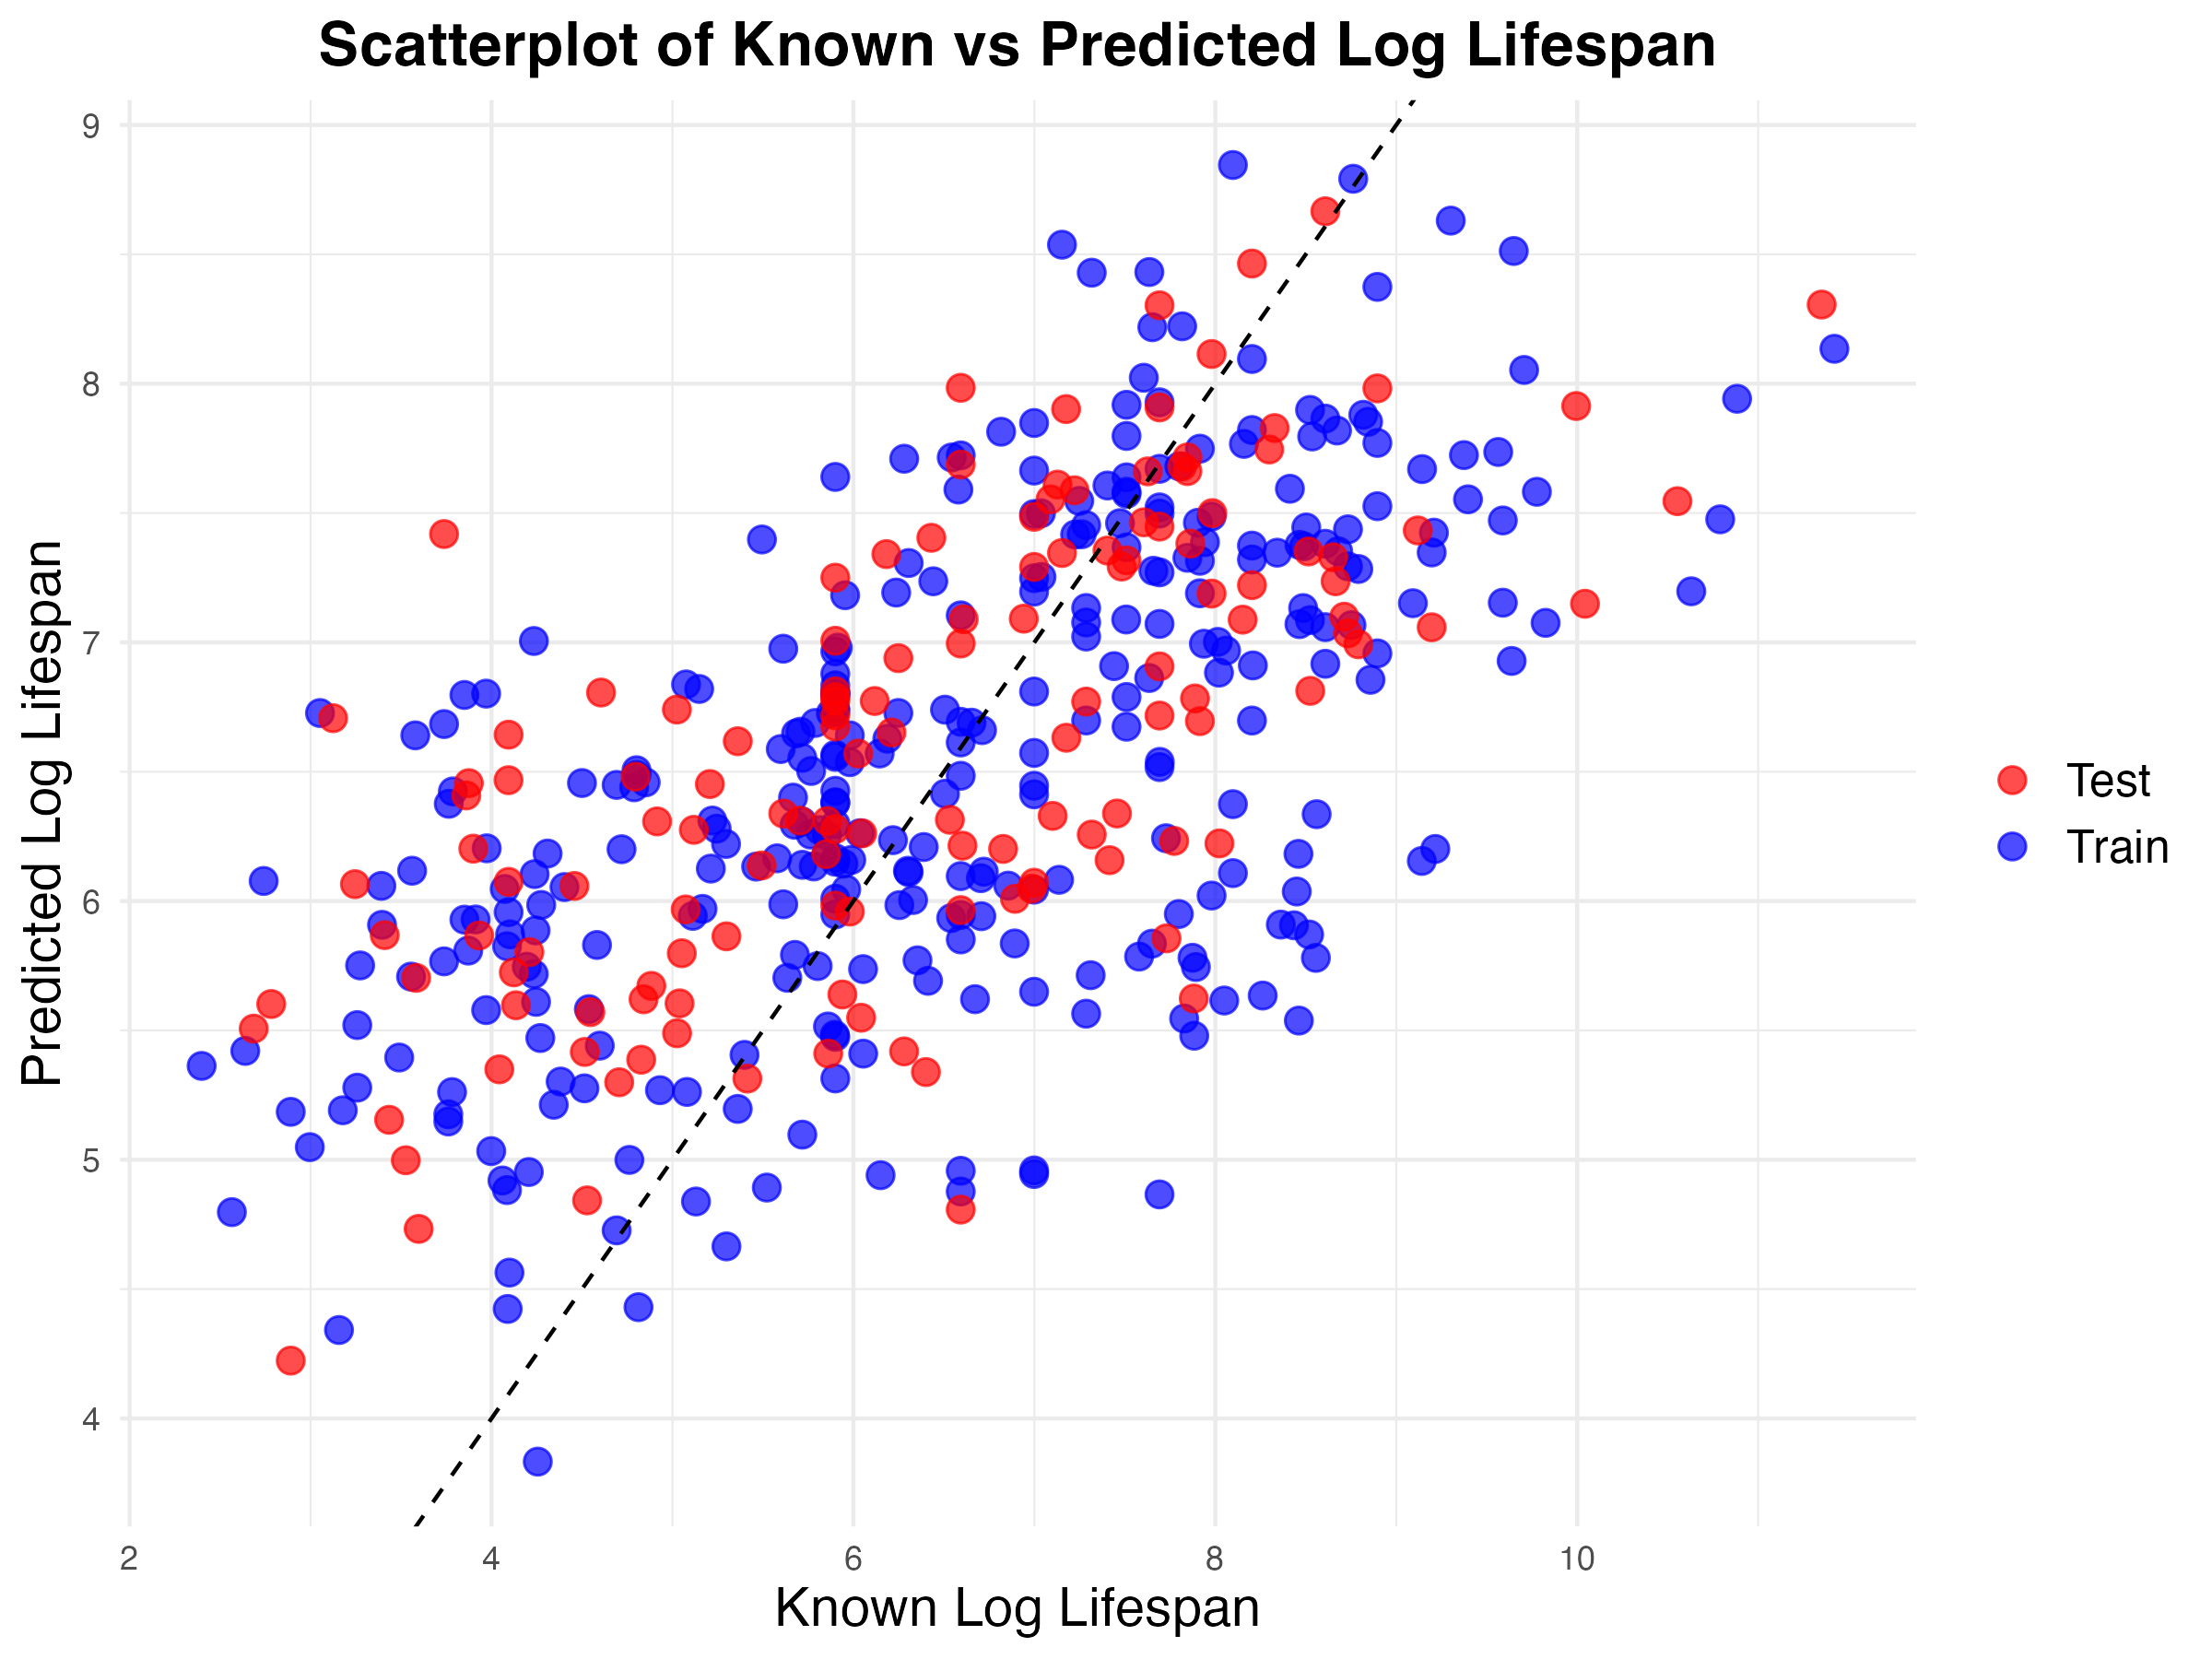 Scatterplot of Known vs Predicted Log Lifespan
9
8
7
6
5
4
Predicted Log Lifespan
2 4 6 8 10
Known Log Lifespan
Test
Train